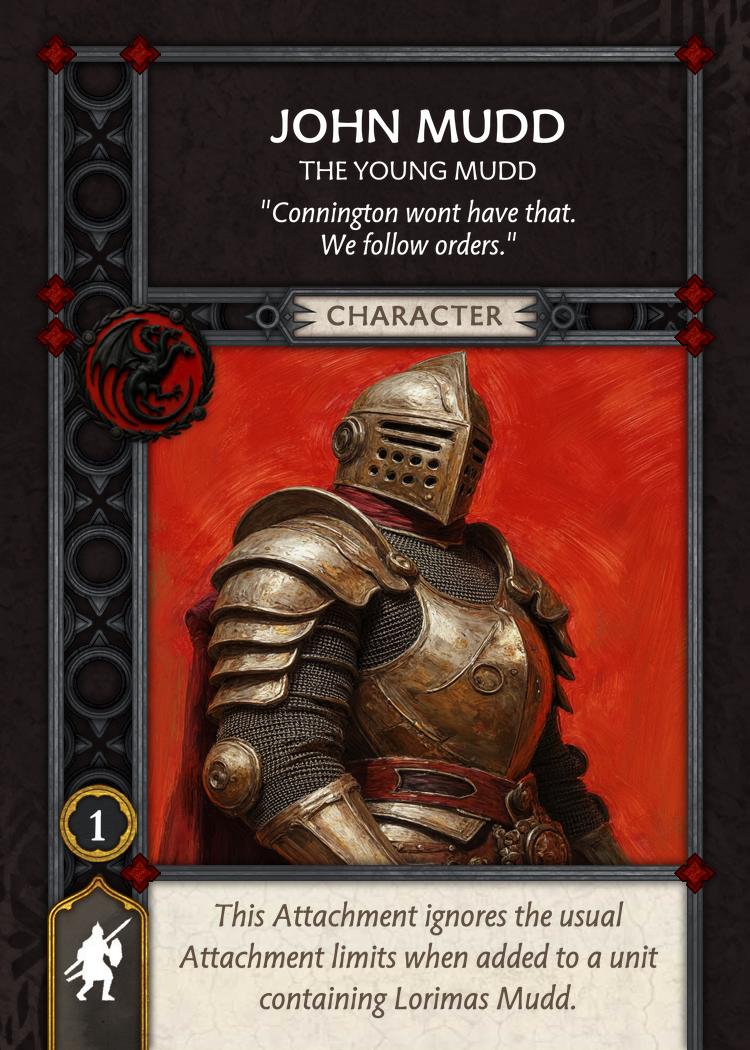 JOHN MUDD
THE YOUNG MUDD
"Connington wont have that.
We follow orders."
CHARACTER
1
This Attachment ignores the usual
Attachment limits when added to a unit
containing Lorimas Mudd.